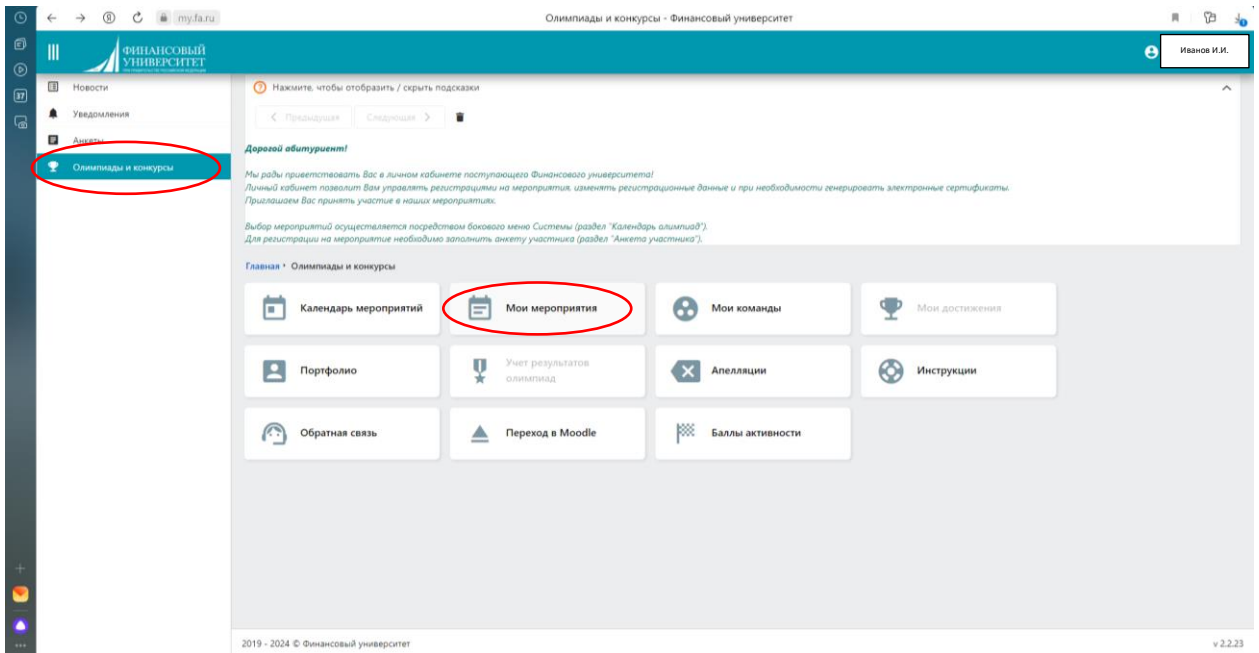 my.fa.ru
Олимпиады и конкурсы - Финансовый университет
37
ФИНАНСОВЫЙ
УНИВЕРСИТЕТ
Иванов И.И.
Новости
Уведомления
Анкеты
Олимпиады и конкурсы
Нажмите, чтобы отобразить / скрыть подсказки
Предыдущая
Следующая
Дорогой абитуриент!
Мы рады приветствовать Вас в личном кабинете поступающего Финансового университета!
Личный кабинет позволит Вам управлять регистрациями на мероприятия, изменять регистрационные данные и при необходимости генерировать электронные сертификаты.
Приглашаем Вас принять участие в наших мероприятиях.
Выбор мероприятий осуществляется посредством бокового меню Системы (раздел "Календарь олимпиад").
Для регистрации на мероприятие необходимо заполнить анкету участника (раздел "Анкета участника").
Главная • Олимпиады и конкурсы
Календарь мероприятий
Мои мероприятия
Мои команды
Мои достижения
Портфолио
Учет результатов
олимпиад
Апелляции
Инструкции
Обратная связь
Переход в Moodle
Баллы активности
2019 - 2024 © Финансовый университет
v 2.2.23